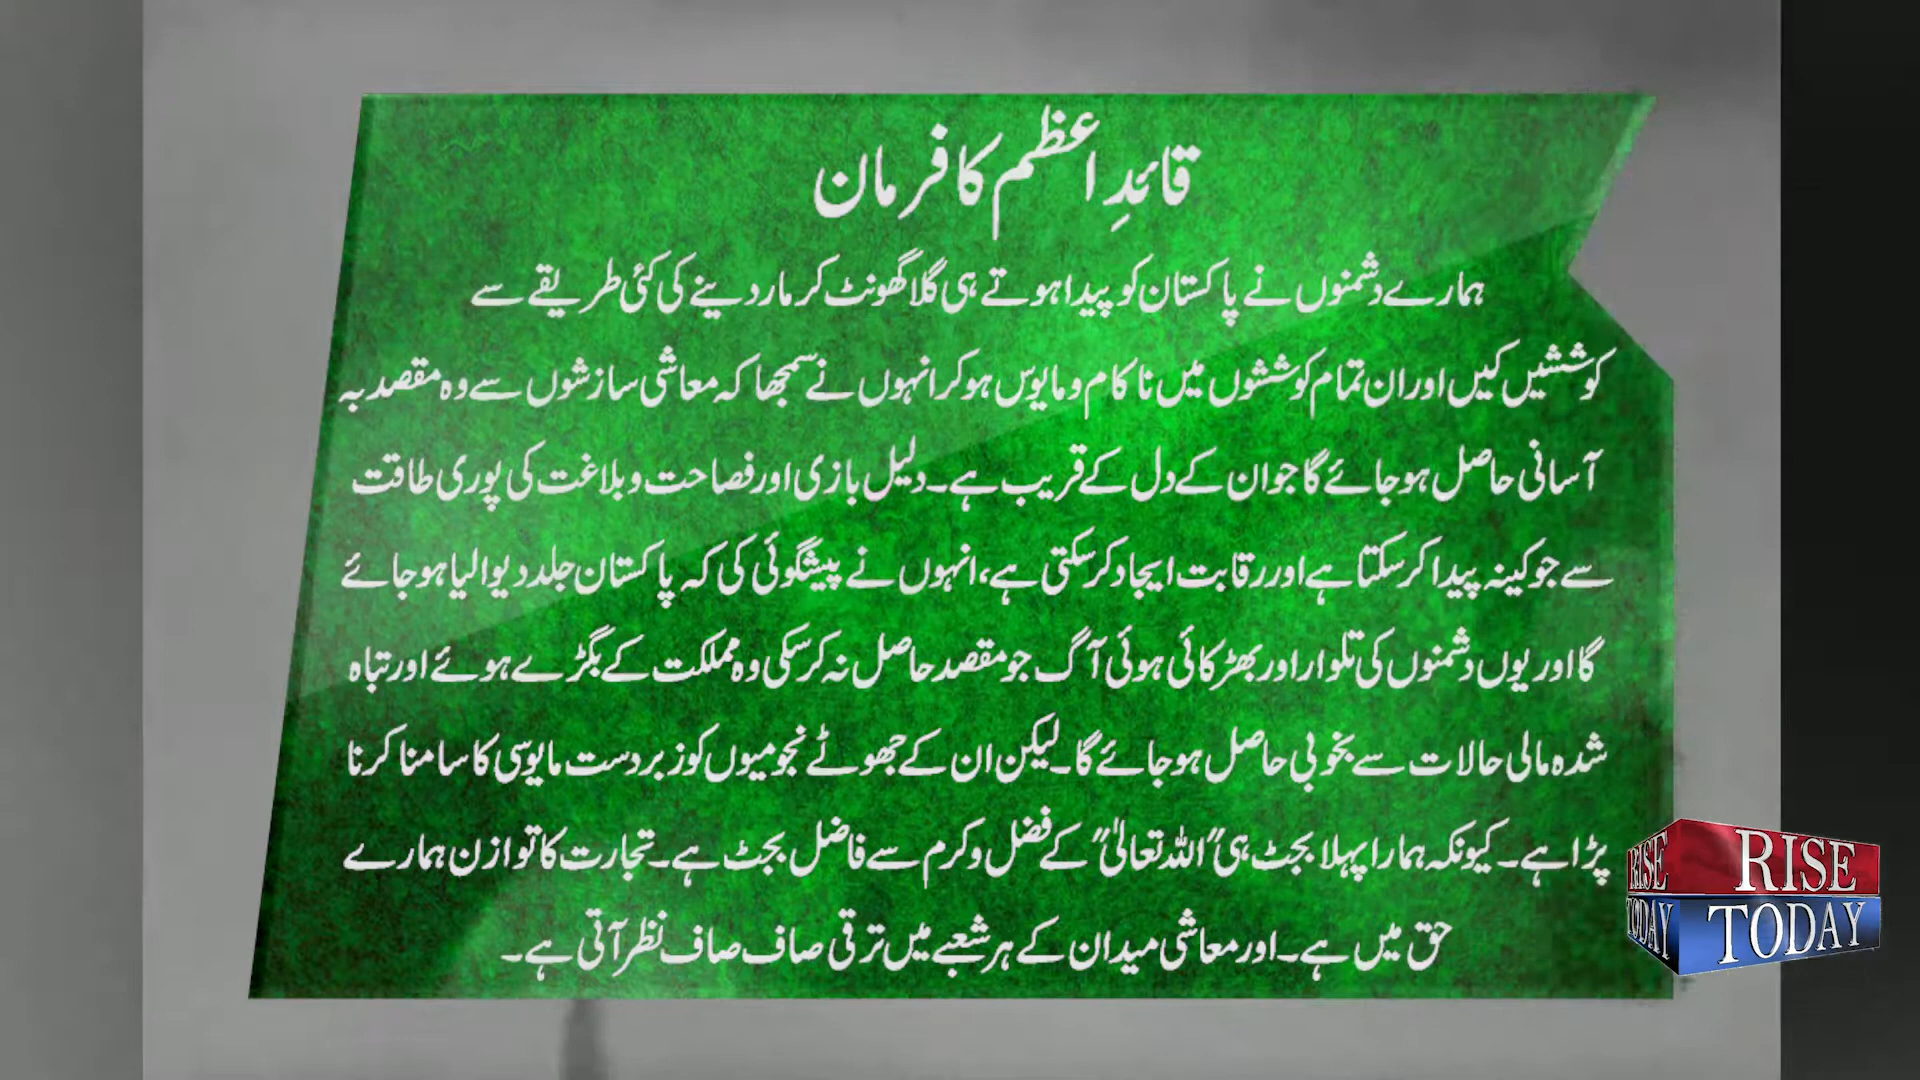 قائدِ اعظم کا فرمان
ہمارے دشمنوں نے پاکستان کو پیدا ہوتے ہی گلا گھونٹ کر مار دینے کی کئی طریقے سے
کوششیں کیں اور ان تمام کوششوں میں ناکام و مایوس ہو کر انہوں نے سمجھا کہ معاشی سازشوں سے وہ مقصد بہ
آسانی حاصل ہو جائے گا جو ان کے دل کے قریب ہے۔ دلیل بازی اور فصاحت و بلاغت کی پوری طاقت
سے جو کینہ پیدا کر سکتا ہے اور رقابت ایجاد کر سکتی ہے، انہوں نے پیشگوئی کی کہ پاکستان جلد دیوالیا ہو جائے
گا اور یوں دشمنوں کی تلوار اور بھڑکائی ہوئی آگ جو مقصد حاصل نہ کر سکی وہ مملکت کے بگڑے ہوئے اور تباہ
شدہ مالی حالات سے بخوبی حاصل ہو جائے گا۔ لیکن ان کے جھوٹے نجومیوں کو زبردست مایوسی کا سامنا کرنا
پڑا ہے۔ کیونکہ ہمارا پہلا بجٹ ہی "اللہ تعالیٰ" کے فضل و کرم سے فاضل بجٹ ہے۔ تجارت کا توازن ہمارے
حق میں ہے۔ اور معاشی میدان کے ہر شعبے میں ترقی صاف صاف نظر آتی ہے۔
RISE RISE
TODAY TODAY